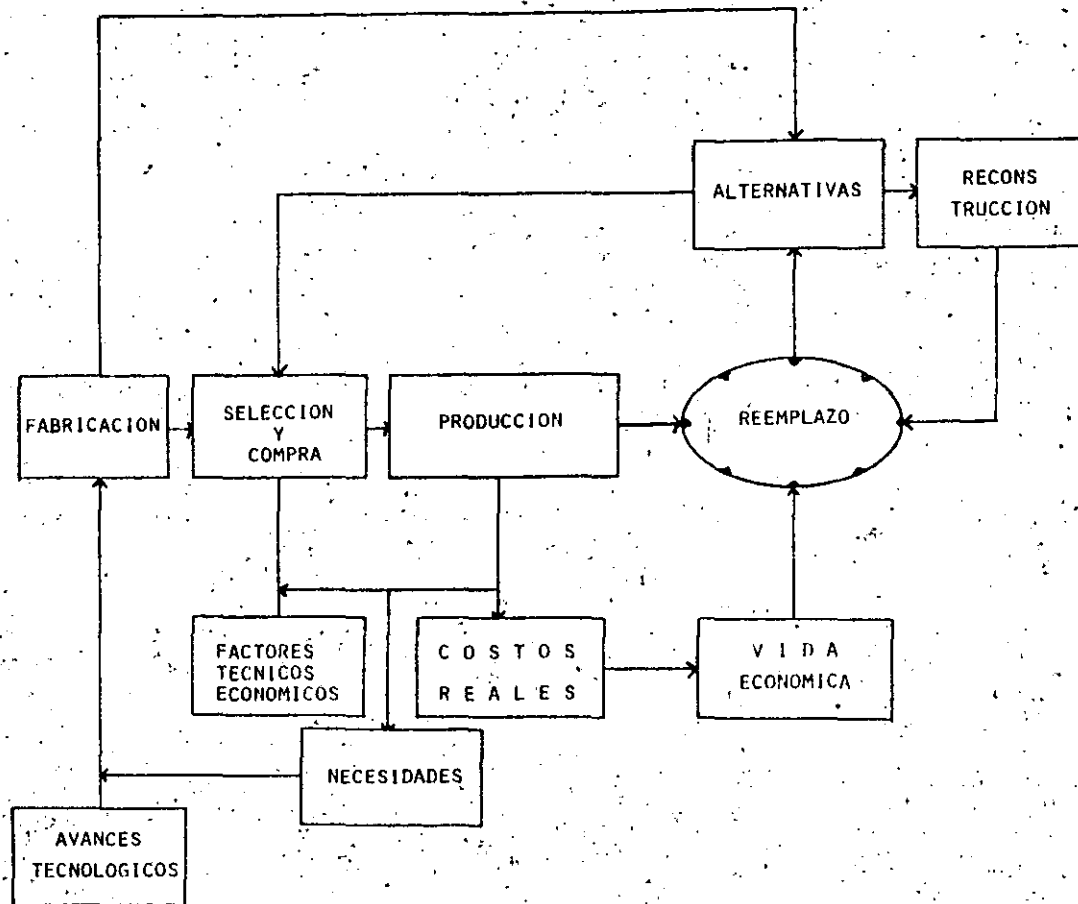 ALTERNATIVAS
RECONS
TRUCCION
FABRICACION
SELECCION
Y
COMPRA
PRODUCCION
REEMPLAZO
FACTORES
TECNICOS
ECONOMICOS
C O S T O S
R E A L E S
V I D A
ECONOMICA
NECESIDADES
AVANCES
TECNOLOGICOS